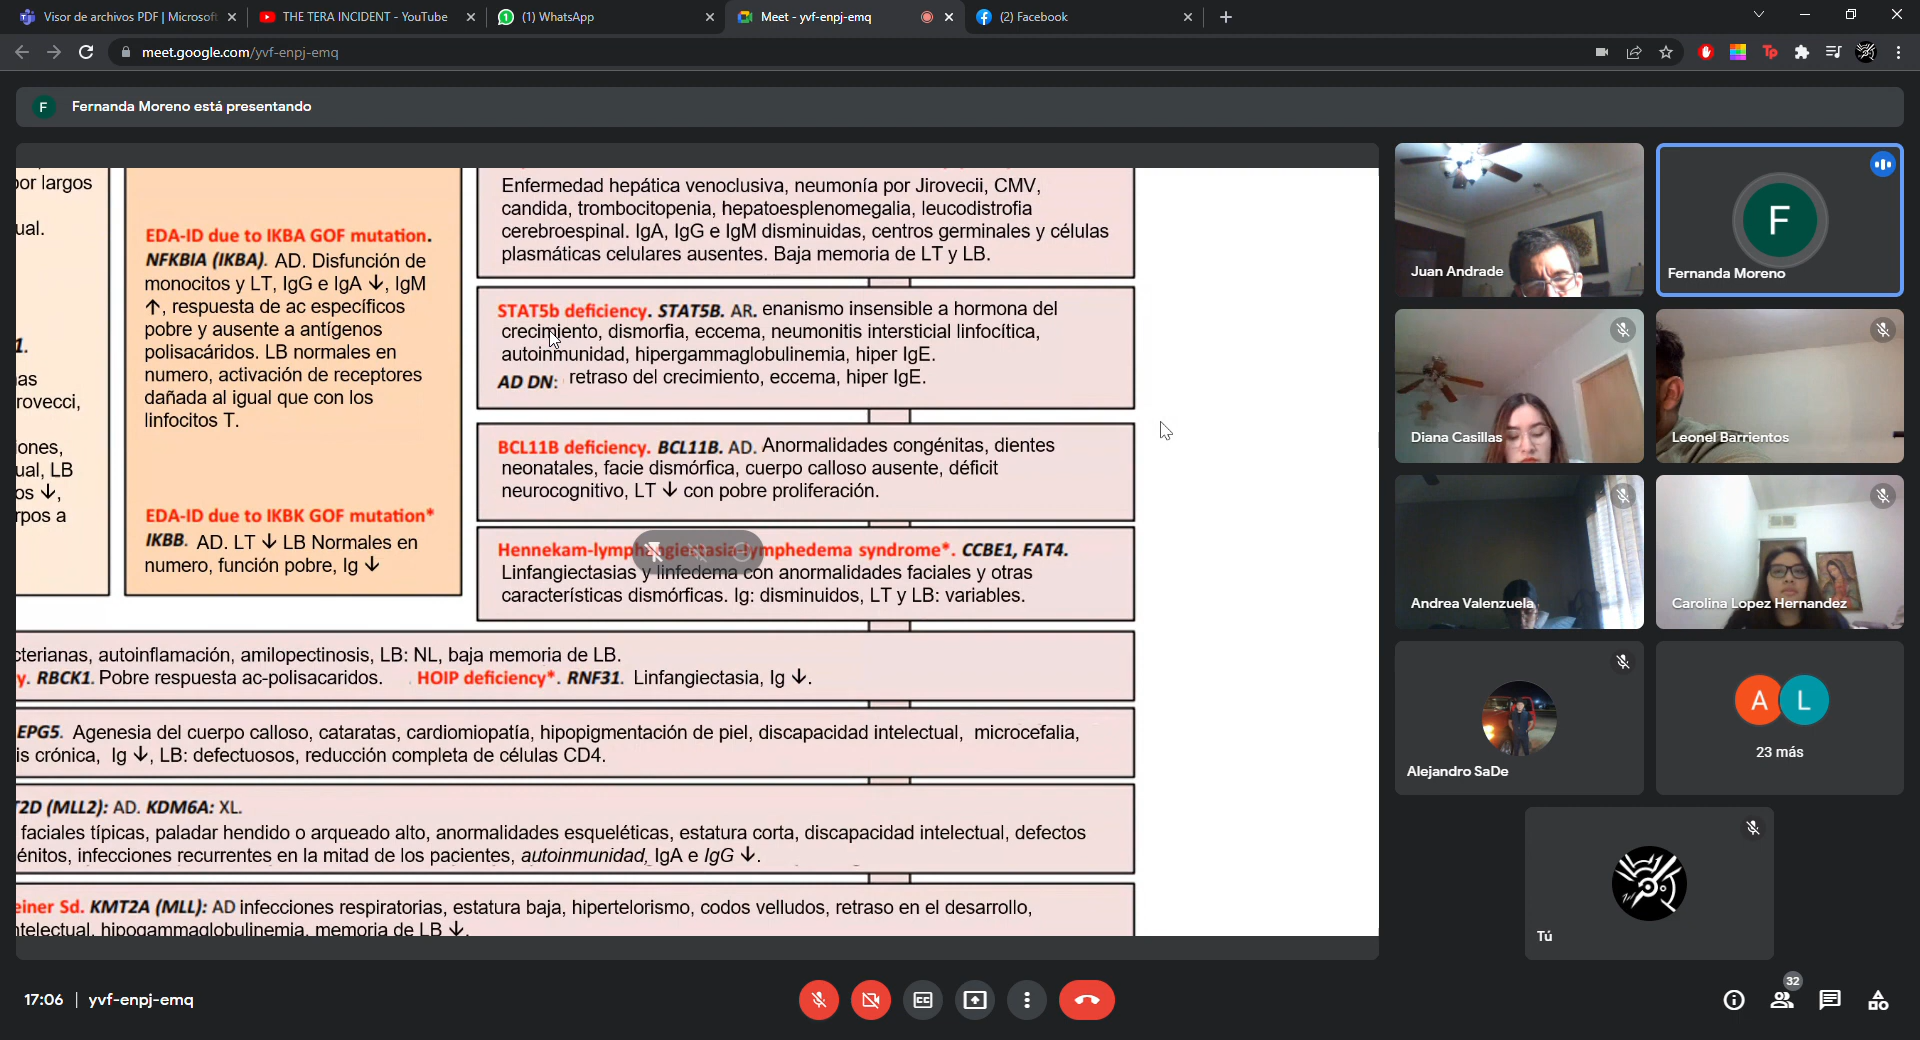 Visor de archivos PDF | Microsoft
THE TERA INCIDENT - YouTube
(1) WhatsApp
Meet - yvf-enpj-emq
(2) Facebook
meet.google.com/yvf-enpj-emq
F
Fernanda Moreno está presentando
por largos
ual.
1.
as
rovecci,
iones,
ual, LB
os ↓,
rpos a
EDA-ID due to IKBA GOF mutation.
NFKBIA (IKBA). AD. Disfunción de
monocitos y LT, IgG e IgA ↓, IgM
↑, respuesta de ac específicos
pobre y ausente a antígenos
polisacáridos. LB normales en
numero, activación de receptores
dañada al igual que con los
linfocitos T.
EDA-ID due to IKBK GOF mutation*
IKBB. AD. LT ↓ LB Normales en
numero, función pobre, Ig ↓
Enfermedad hepática venoclusiva, neumonía por Jirovecii, CMV,
candida, trombocitopenia, hepatoesplenomegalia, leucodistrofia
cerebroespinal. IgA, IgG e IgM disminuidas, centros germinales y células
plasmáticas celulares ausentes. Baja memoria de LT y LB.
STAT5b deficiency. STAT5B. AR. enanismo insensible a hormona del
crecimiento, dismorfia, eccema, neumonitis intersticial linfocítica,
autoinmunidad, hipergammaglobulinemia, hiper IgE.
AD DN: retraso del crecimiento, eccema, hiper IgE.
BCL11B deficiency. BCL11B. AD. Anormalidades congénitas, dientes
neonatales, facie dismórfica, cuerpo calloso ausente, déficit
neurocognitivo, LT ↓ con pobre proliferación.
Hennekam-lymphangiectasia-lymphedema syndrome*. CCBE1, FAT4.
Linfangiectasias y linfedema con anormalidades faciales y otras
características dismórficas. Ig: disminuidos, LT y LB: variables.
cterianas, autoinflamación, amilopectinosis, LB: NL, baja memoria de LB.
y. RBCK1. Pobre respuesta ac-polisacaridos. HOIP deficiency*. RNF31. Linfangiectasia, Ig ↓.
EPG5. Agenesia del cuerpo calloso, cataratas, cardiomiopatía, hipopigmentación de piel, discapacidad intelectual, microcefalia,
is crónica, Ig ↓, LB: defectuosos, reducción completa de células CD4.
T2D (MLL2): AD. KDM6A: XL.
faciales típicas, paladar hendido o arqueado alto, anormalidades esqueléticas, estatura corta, discapacidad intelectual, defectos
énitos, infecciones recurrentes en la mitad de los pacientes, autoinmunidad, IgA e IgG ↓.
einer Sd. KMT2A (MLL): AD infecciones respiratorias, estatura baja, hipertelorismo, codos velludos, retraso en el desarrollo,
ntelectual, hipogammaglobulinemia, memoria de LB ↓.
Juan Andrade
F
Fernanda Moreno
Diana Casillas
Leonel Barrientos
Andrea Valenzuela
Carolina Lopez Hernandez
Alejandro SaDe
A L
23 más
Tú
17:06 | yvf-enpj-emq
32